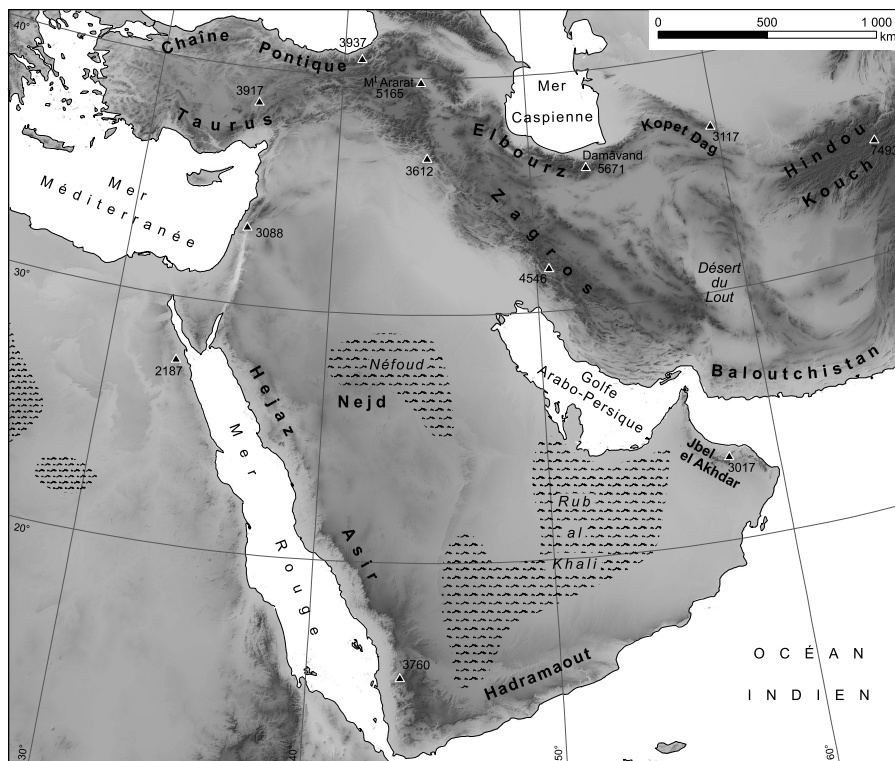 40°
Chaîne Pontique
3937
0 500 1 000
km
Mer
Caspienne
Mt Ararat
5165
3917
Taurus
Elbourz
Kopet Dag
3117
Hindou
Kouch
7493
Damāvand
5671
3612
Mer
Méditerranée
Zagros
3088
4546
Désert
du
Lout
30°
2187
Néfoud
Nejd
Hejaz
Golfe
Arabo-Persique
Baloutchistan
Jbel
el Akhdar
3017
Mer Rouge
Rub
al
Khali
20°
Asir
3760
Hadramaout
OCÉAN
INDIEN
30°
40°
50°
60°